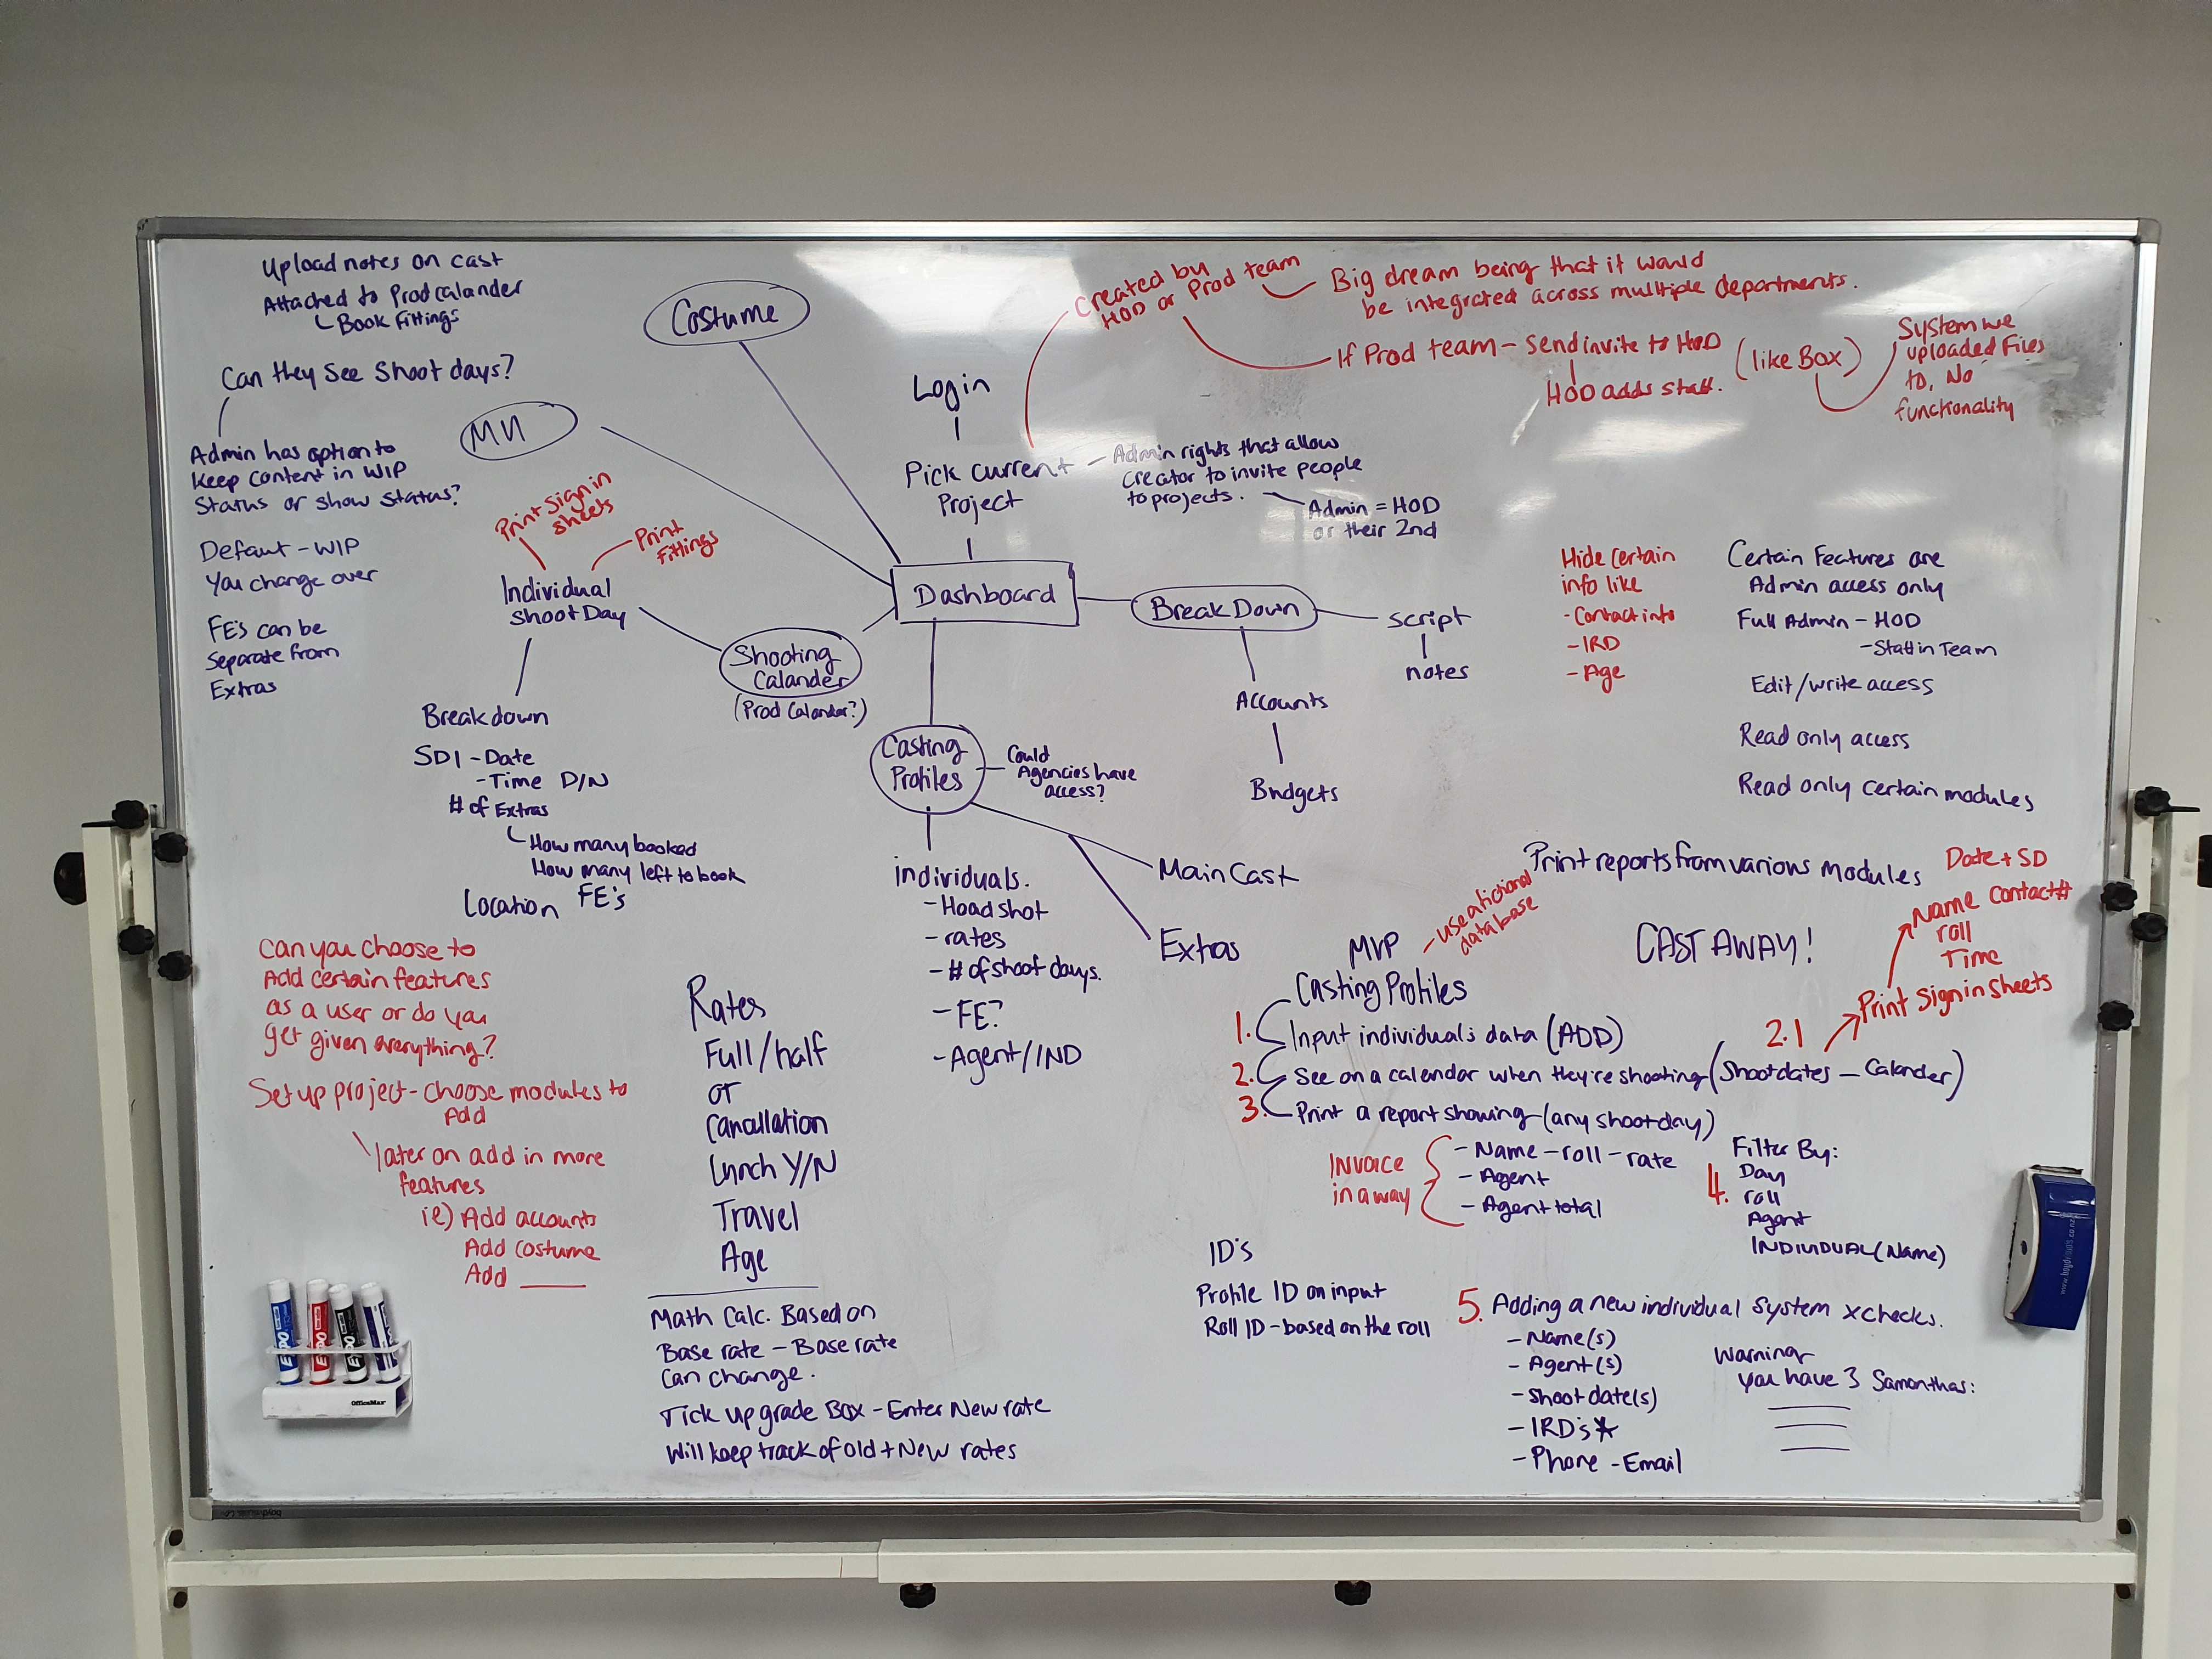 Upload notes on cast
Attached to Prod calander
Book Fittings
Can they see shoot days?
Admin has option to
Keep content in WIP
Status or show status?
Defaut - WIP
You change over
FE's can be
Separate from
Extras
Costume
MU
Print Sign in
sheets
Print
fittings
Individual
Shoot Day
Shooting
Calander
(Prod Calander?)
Breakdown
SD1 - Date
- Time D/N
# of Extras
How many booked
How many left to book
Location FE's
Login
Pick current
Project
Admin rights that allow
creator to invite people
to projects.
Admin = HOD
or their 2nd
Created by
HOD or Prod team
Big dream being that it would
be integrated across multiple departments.
If Prod team - Send invite to HOD
HOD adds staff.
(like Box)
System we
uploaded Files
to, No
functionality
Dashboard
BreakDown
Script
notes
Accounts
Budgets
Casting
Profiles
Could
Agencies have
access?
individuals.
- Headshot
- rates
- # of shoot days.
- FE?
- Agent/IND
Main Cast
Extras
Hide certain
info like
- Contact info
- IRD
- Age
Certain Features are
Admin access only
Full Admin - HOD
- Staff in Team
Edit/write access
Read only access
Read only certain modules
Print reports from various modules
Can you choose to
Add certain features
as a user or do you
get given everything?
Set up project - choose modules to
Add
later on add in more
features
ie) Add accounts
Add costume
Add
Rates
Full/half
or
Cancellation
Lunch Y/N
Travel
Age
Math Calc. Based on
Base rate - Base rate
Can change.
Tick upgrade Box - Enter New rate
Will keep track of old + New rates
MVP
- use a fictional
database
CAST AWAY!
Date + SD
Name Contact#
roll
Time
Print Sign in Sheets
Casting Profiles
1. Input individuals data (ADD)
2.1
2. See on a calendar when they're shooting (Shootdates - Calander)
3. Print a report showing (any shoot day)
Invoice
in a way
- Name - roll - rate
- Agent
- Agent total
4.
Filter By:
Day
roll
Agent
INDIVIDUAL (Name)
ID's
Profile ID on input
Roll ID - based on the roll
5. Adding a new individual System xchecks.
- Name(s)
- Agent(s)
- Shootdate(s)
- IRD's*
- Phone - Email
Warning
You have 3 Samanthas:
EXPO
EXPO
EXPO
EXPO
OfficeMax